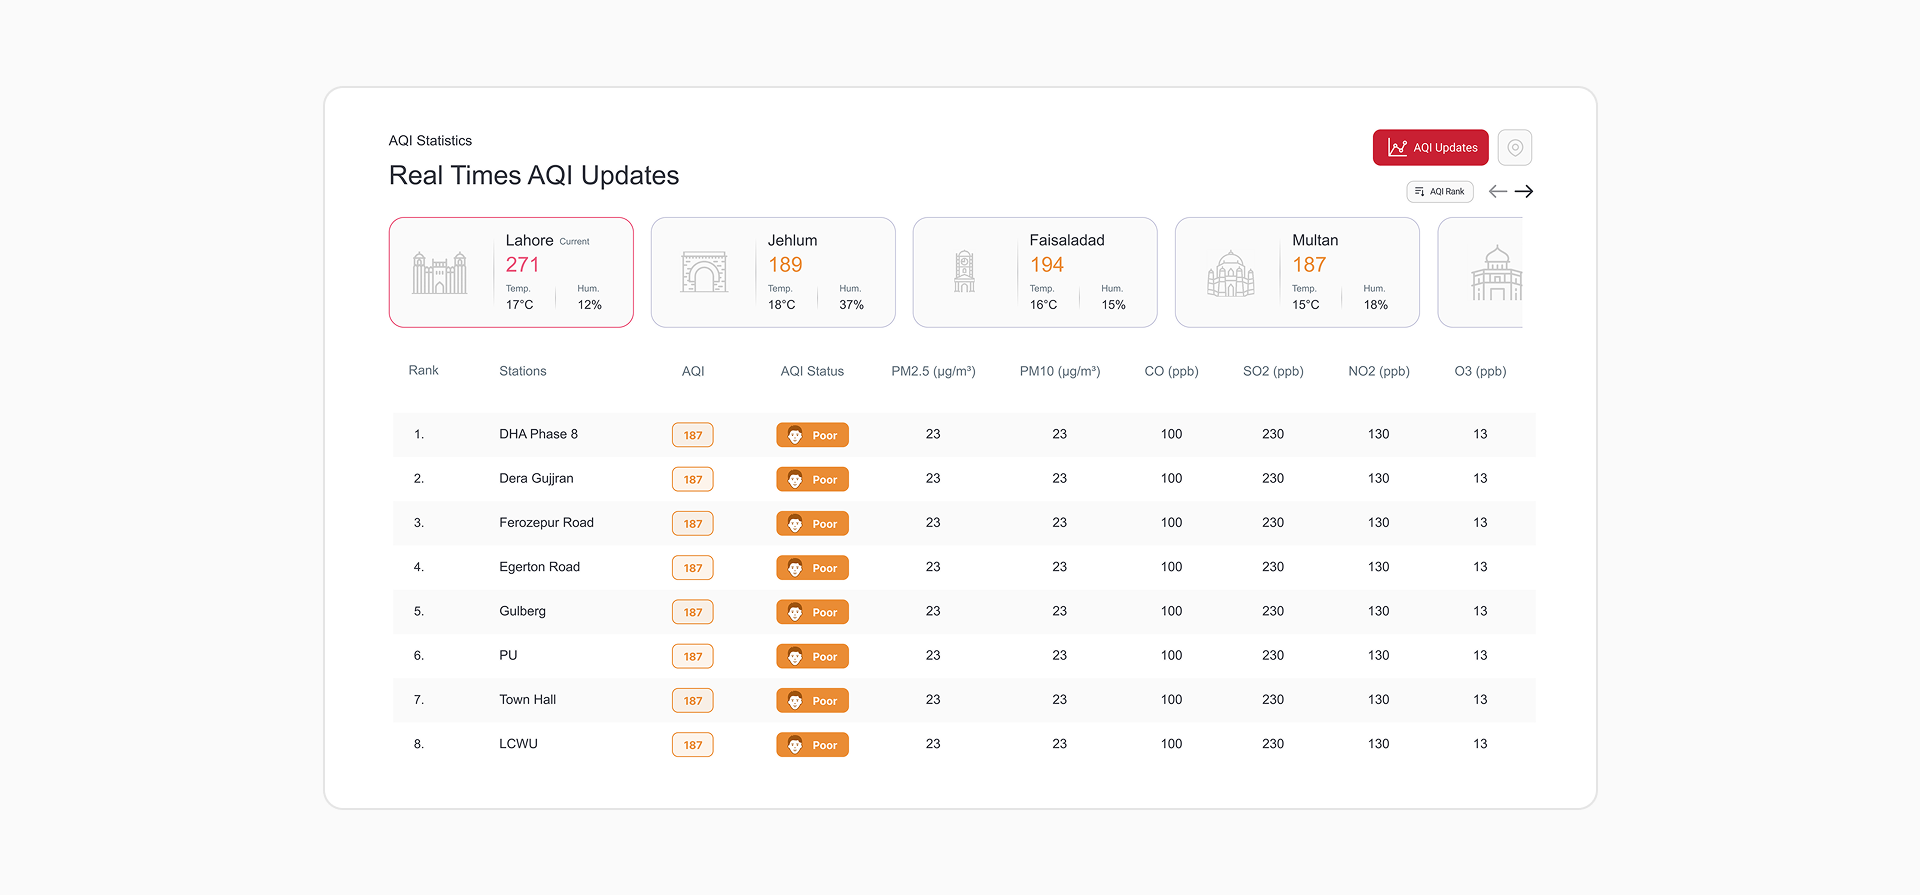 AQI Statistics
Real Times AQI Updates
AQI Updates
AQI Rank
Lahore Current
271
Temp. Hum.
17°C 12%
Jehlum
189
Temp. Hum.
18°C 37%
Faisaladad
194
Temp. Hum.
16°C 15%
Multan
187
Temp. Hum.
15°C 18%
Rank Stations AQI AQI Status PM2.5 (µg/m³) PM10 (µg/m³) CO (ppb) SO2 (ppb) NO2 (ppb) O3 (ppb)
1. DHA Phase 8 187 Poor 23 23 100 230 130 13
2. Dera Gujjran 187 Poor 23 23 100 230 130 13
3. Ferozepur Road 187 Poor 23 23 100 230 130 13
4. Egerton Road 187 Poor 23 23 100 230 130 13
5. Gulberg 187 Poor 23 23 100 230 130 13
6. PU 187 Poor 23 23 100 230 130 13
7. Town Hall 187 Poor 23 23 100 230 130 13
8. LCWU 187 Poor 23 23 100 230 130 13